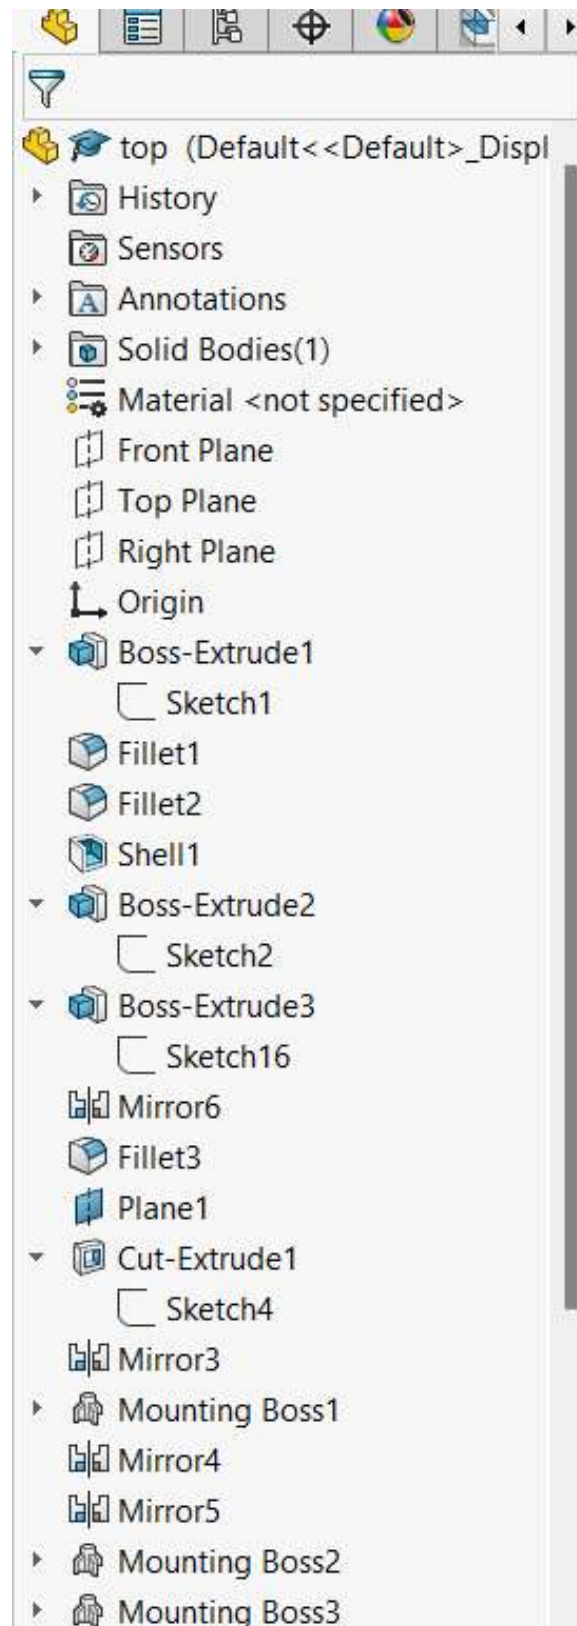 top (Default<<Default>_Displ
History
Sensors
Annotations
Solid Bodies(1)
Material <not specified>
Front Plane
Top Plane
Right Plane
Origin
Boss-Extrude1
Sketch1
Fillet1
Fillet2
Shell1
Boss-Extrude2
Sketch2
Boss-Extrude3
Sketch16
Mirror6
Fillet3
Plane1
Cut-Extrude1
Sketch4
Mirror3
Mounting Boss1
Mirror4
Mirror5
Mounting Boss2
Mounting Boss3